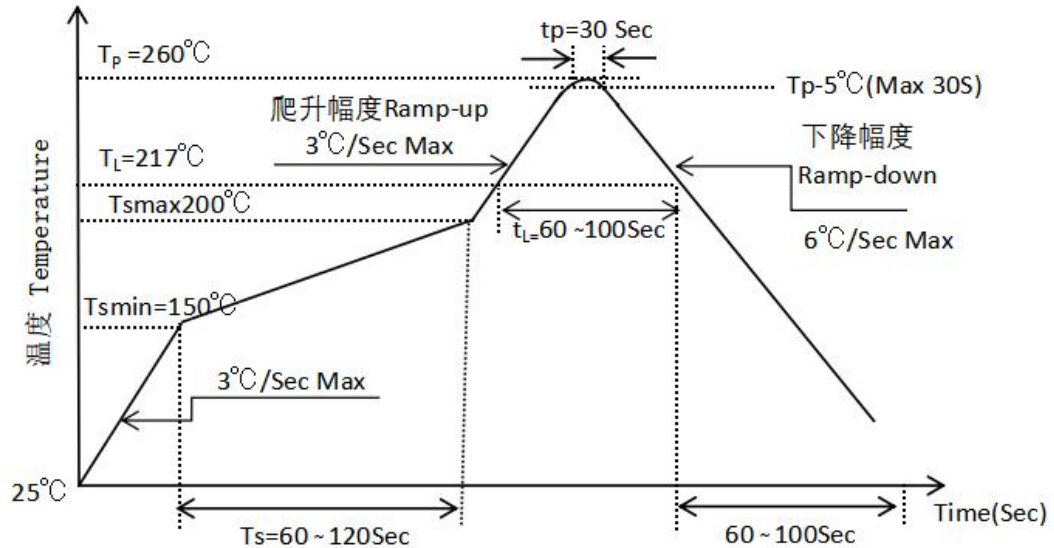 tp=30 Sec
TP =260℃
Tp-5℃(Max 30S)
爬升幅度Ramp-up
3℃/Sec Max
下降幅度
Ramp-down
6℃/Sec Max
TL=217℃
Tsmax200℃
tL=60 ~100Sec
Tsmin=150℃
温度 Temperature
3℃/Sec Max
25℃
Time(Sec)
Ts=60 ~ 120Sec
60 ~ 100Sec